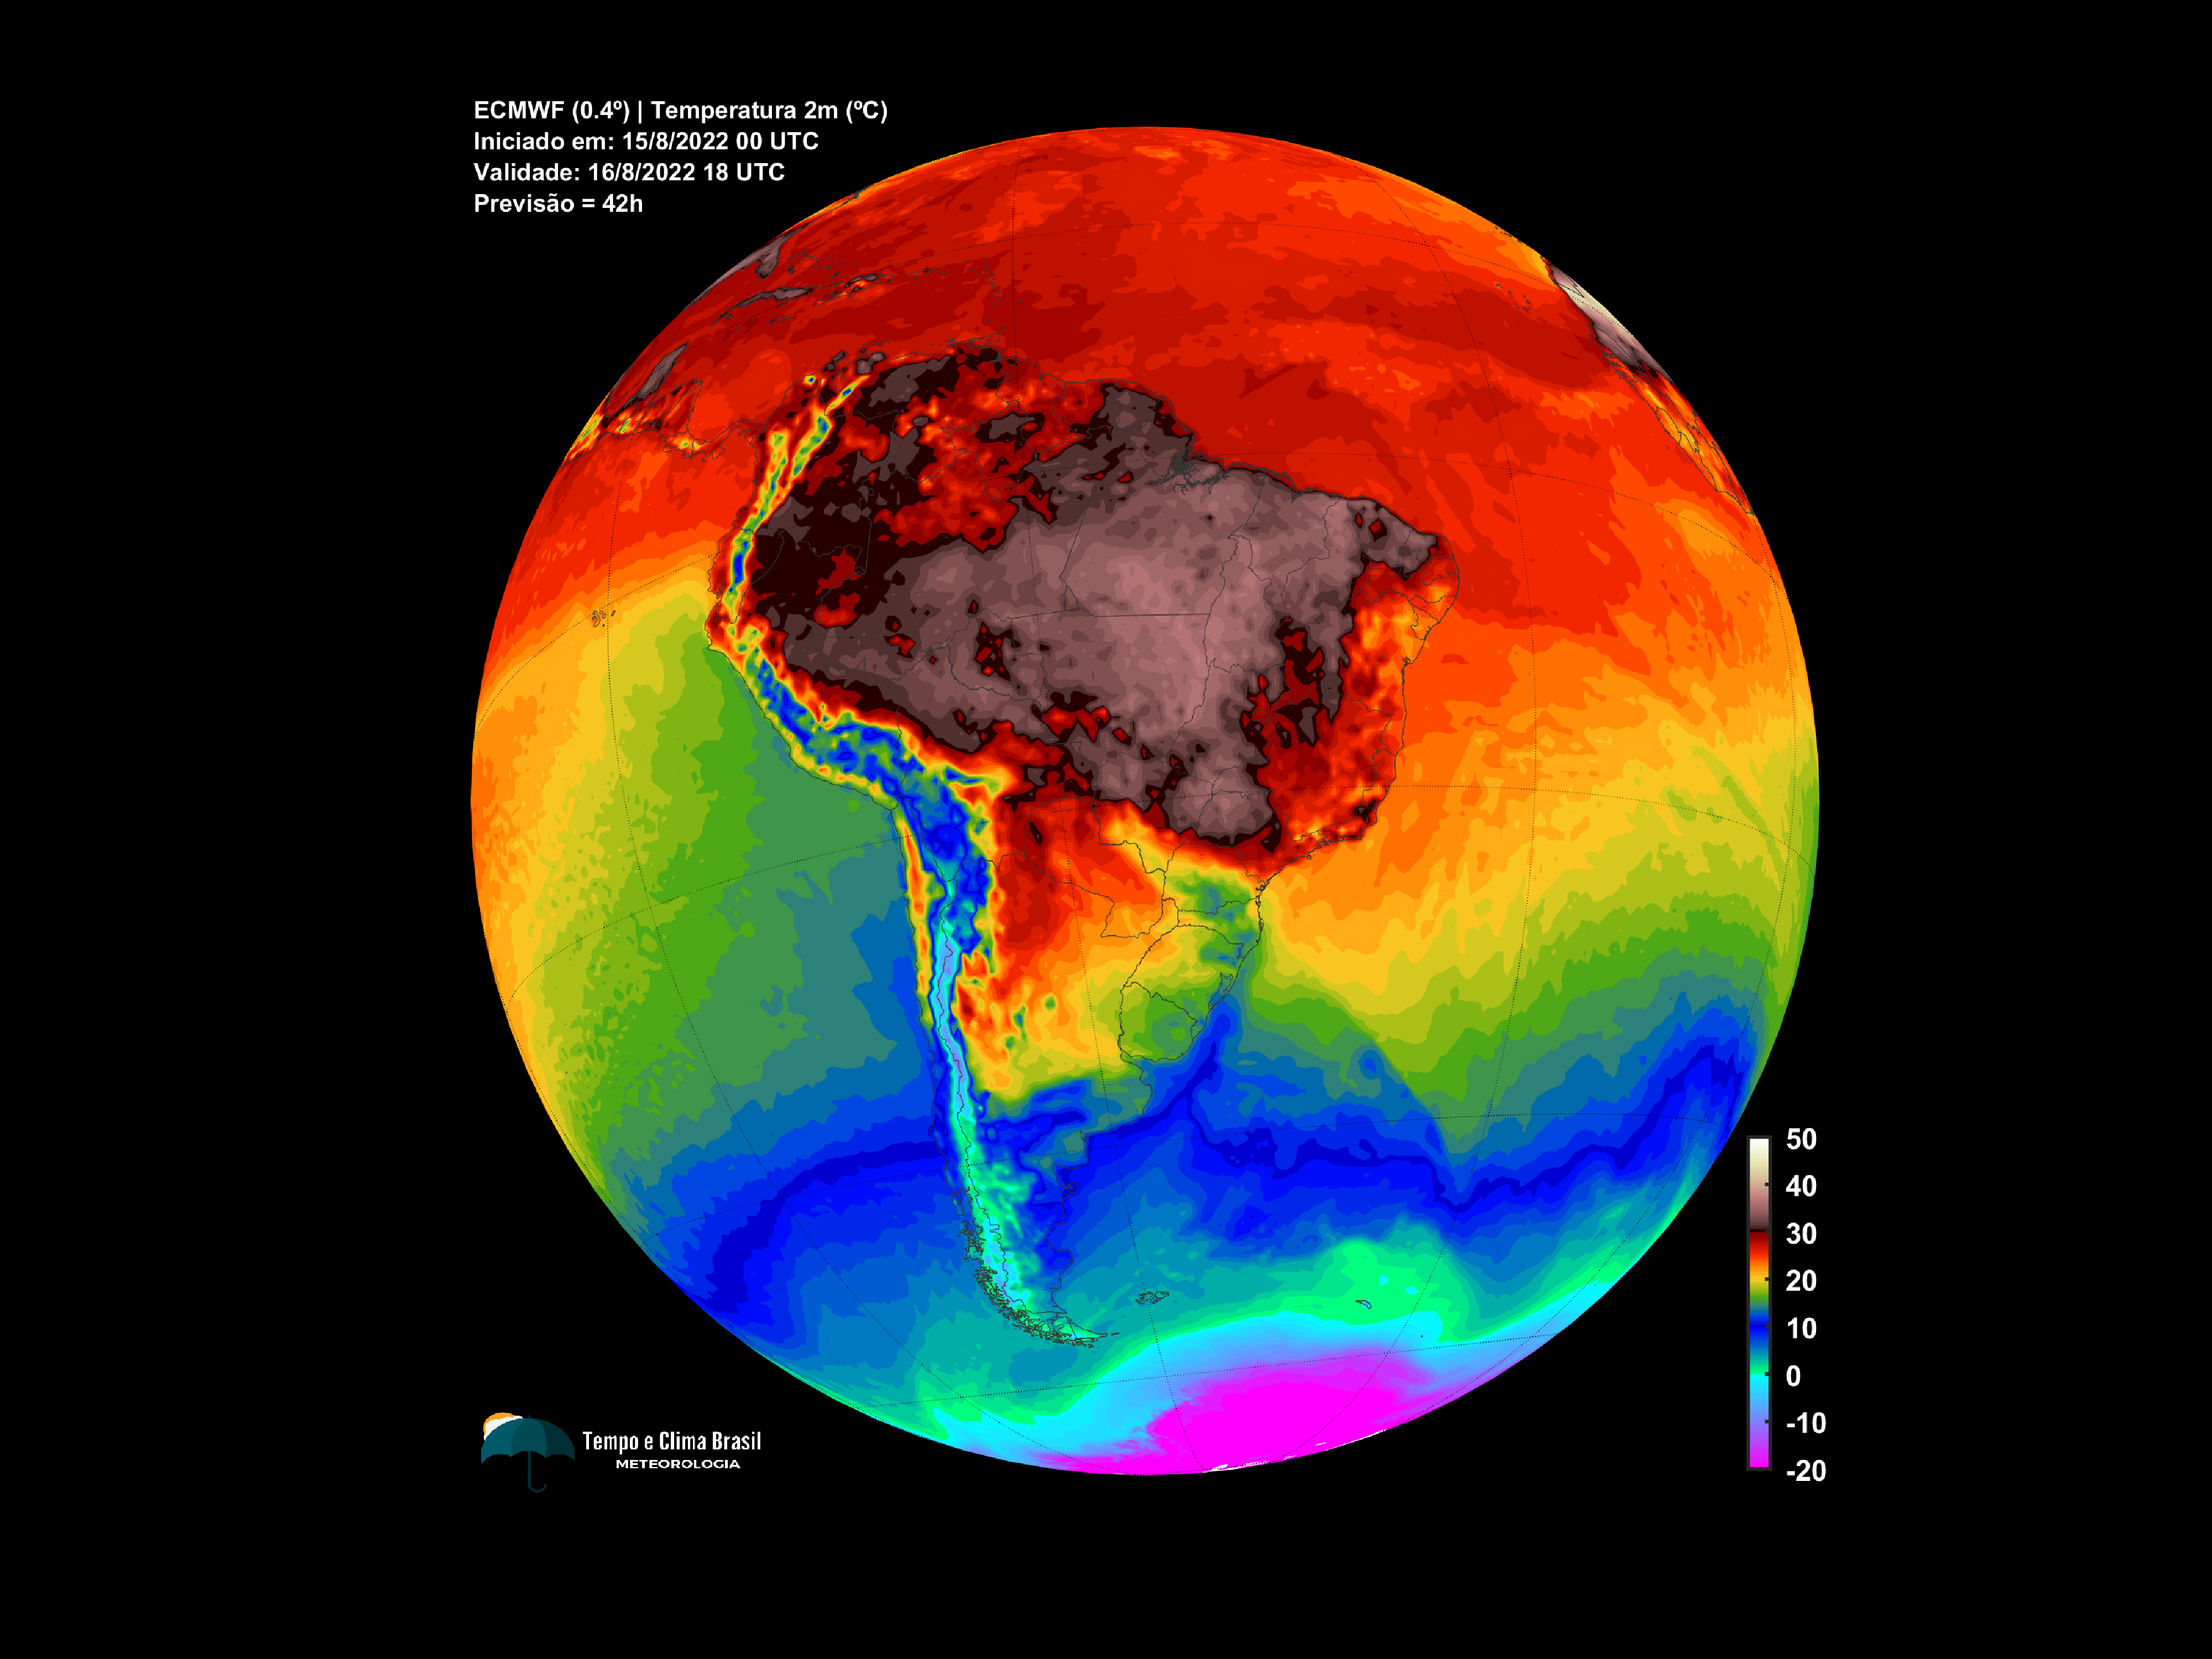 ECMWF (0.4º) | Temperatura 2m (ºC)
Iniciado em: 15/8/2022 00 UTC
Validade: 16/8/2022 18 UTC
Previsão = 42h
50
40
30
20
10
0
-10
-20
Tempo e Clima Brasil
METEOROLOGIA